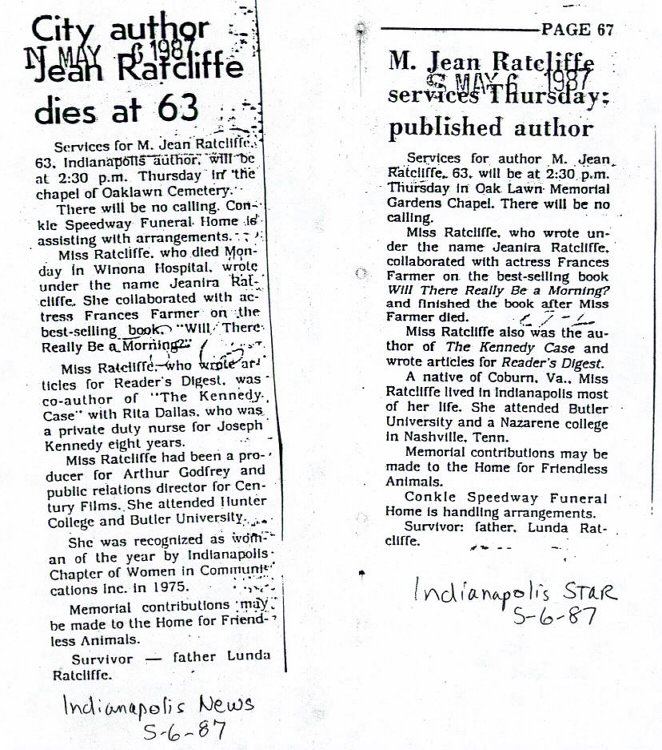 City author
N MAY 6 1987
Jean Ratcliffe
dies at 63
Services for M. Jean Ratcliffe,
63, Indianapolis author, will be
at 2:30 p.m. Thursday in the
chapel of Oaklawn Cemetery.
There will be no calling. Con-
kle Speedway Funeral Home is
assisting with arrangements.
Miss Ratcliffe, who died Mon-
day in Winona Hospital, wrote
under the name Jeanira Rat-
cliffe. She collaborated with ac-
tress Frances Farmer on the
best-selling book, "Will There
Really Be a Morning?"
Miss Ratcliffe, who wrote ar-
ticles for Reader's Digest, was
co-author of "The Kennedy
Case" with Rita Dallas, who was
a private duty nurse for Joseph
Kennedy eight years.
Miss Ratcliffe had been a pro-
ducer for Arthur Godfrey and
public relations director for Cen-
tury Films. She attended Hunter
College and Butler University.
She was recognized as wom-
an of the year by Indianapolis
Chapter of Women in Communi-
cations Inc. in 1975.
Memorial contributions may
be made to the Home for Friend-
less Animals.
Survivor — father Lunda
Ratcliffe.
Indianapolis News
5-6-87
PAGE 67
M. Jean Ratcliffe
S MAY 6 1987
services Thursday;
published author
Services for author M. Jean
Ratcliffe, 63, will be at 2:30 p.m.
Thursday in Oak Lawn Memorial
Gardens Chapel. There will be no
calling.
Miss Ratcliffe, who wrote un-
der the name Jeanira Ratcliffe,
collaborated with actress Frances
Farmer on the best-selling book
Will There Really Be a Morning?
and finished the book after Miss
Farmer died.
Miss Ratcliffe also was the au-
thor of The Kennedy Case and
wrote articles for Reader's Digest.
A native of Coburn, Va., Miss
Ratcliffe lived in Indianapolis most
of her life. She attended Butler
University and a Nazarene college
in Nashville, Tenn.
Memorial contributions may be
made to the Home for Friendless
Animals.
Conkle Speedway Funeral
Home is handling arrangements.
Survivor: father, Lunda Rat-
cliffe.
Indianapolis STAR
5-6-87